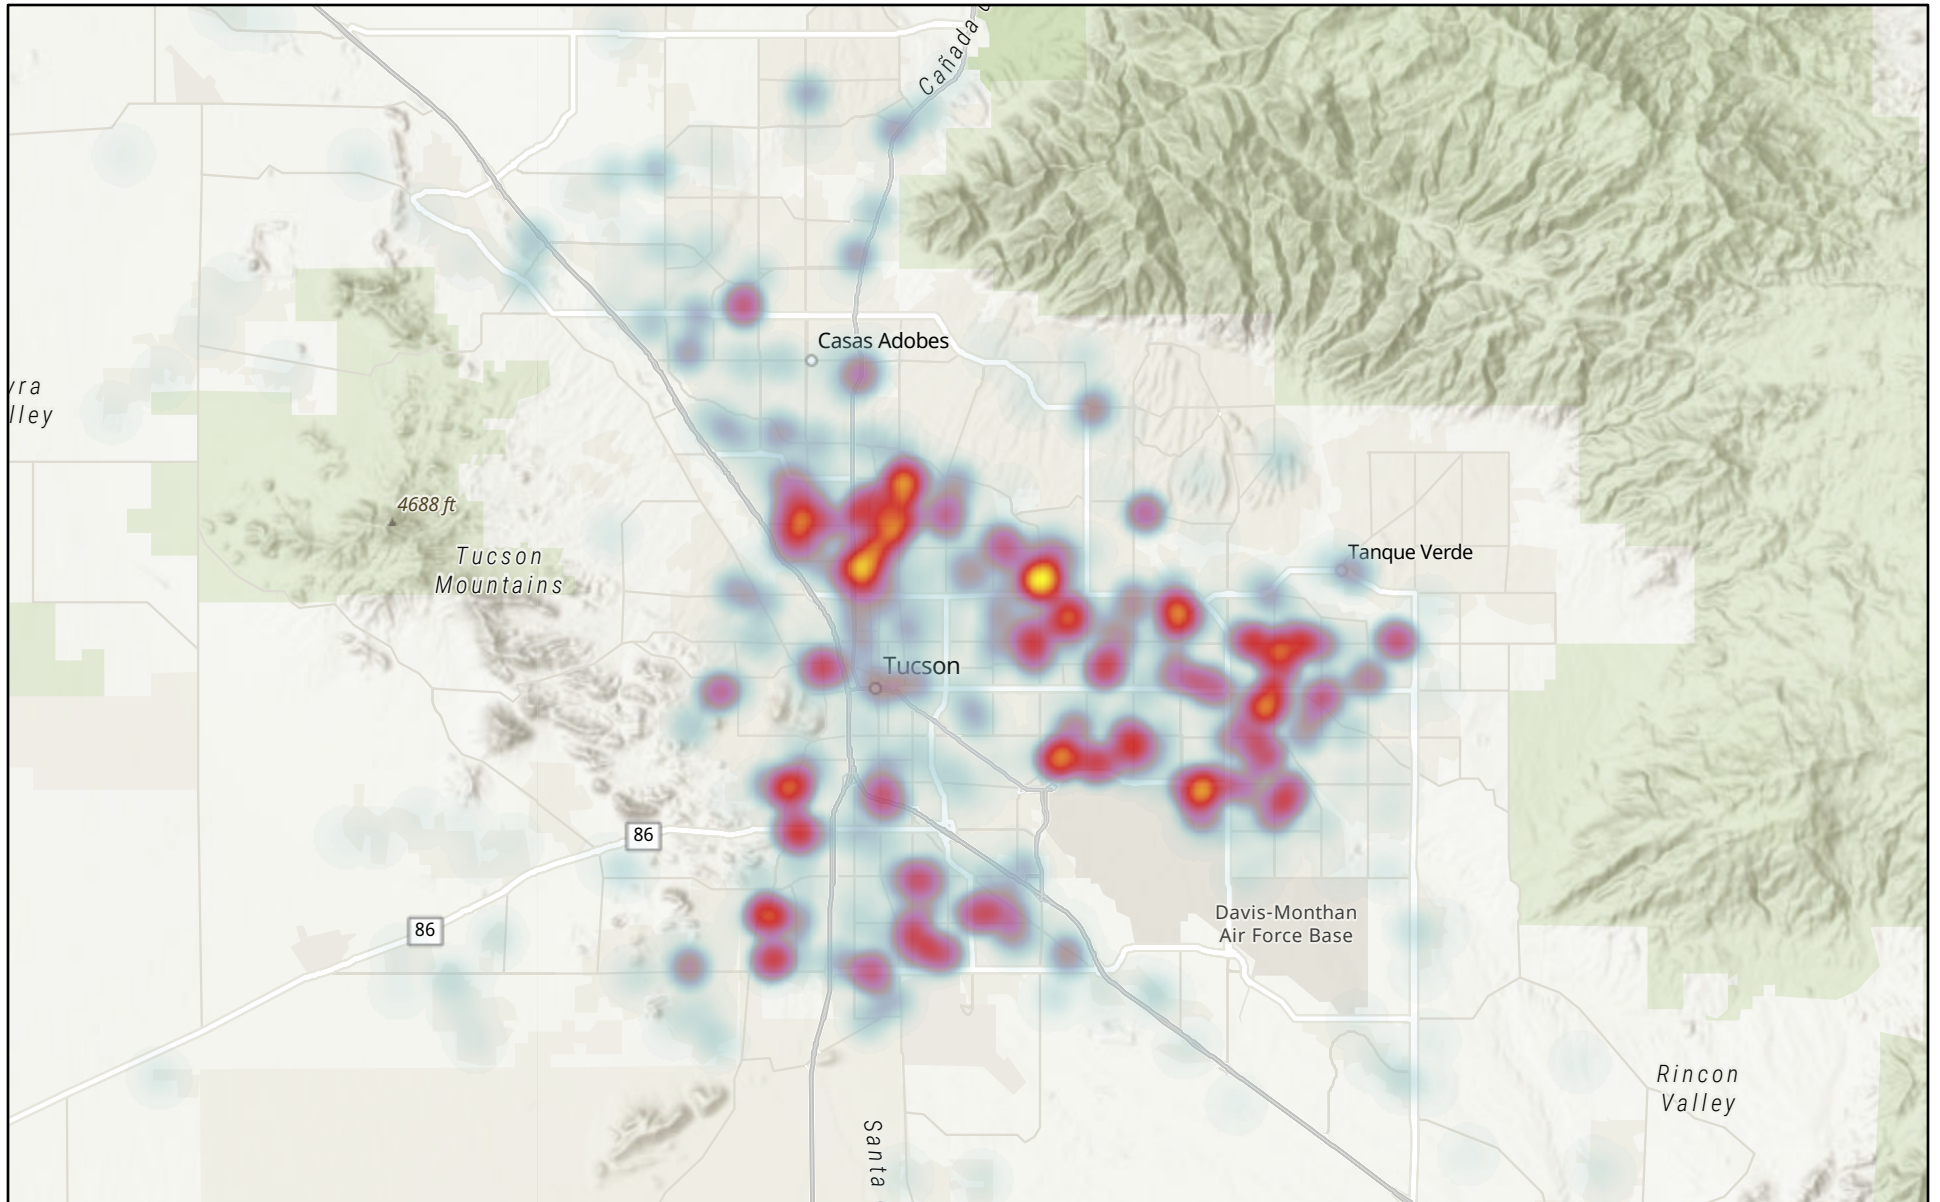 Cañada
Casas Adobes
yra
lley
4688 ft
Tucson
Mountains
Tanque Verde
Tucson
86
86
Davis-Monthan
Air Force Base
Rincon
Valley
Santa